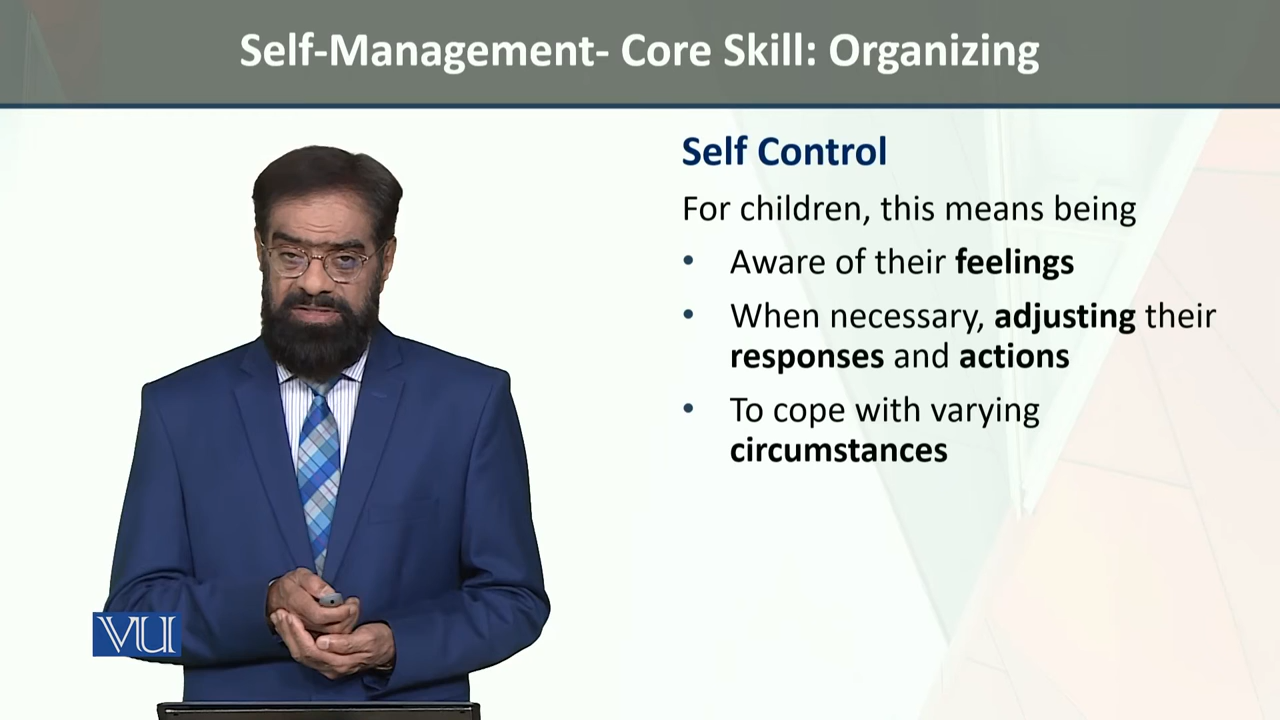 Self-Management- Core Skill: Organizing
Self Control
For children, this means being
• Aware of their feelings
• When necessary, adjusting their
responses and actions
• To cope with varying
circumstances
VU